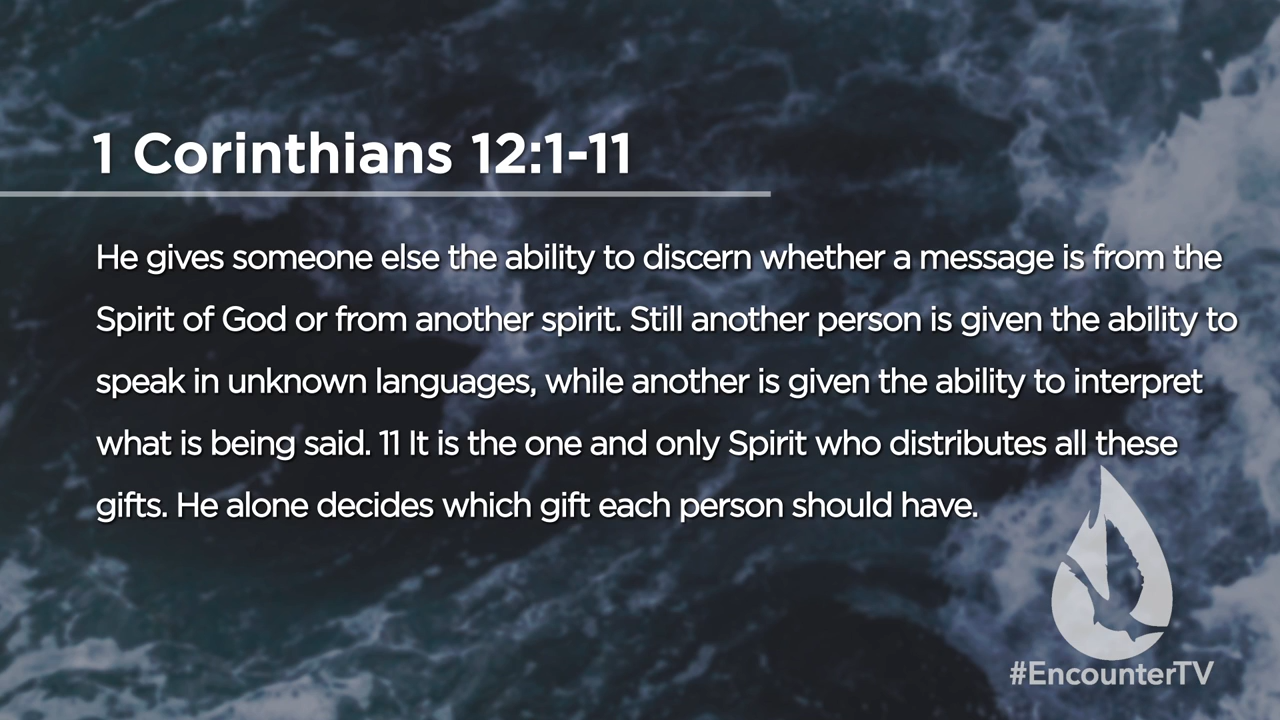 1 Corinthians 12:1-11
He gives someone else the ability to discern whether a message is from the
Spirit of God or from another spirit. Still another person is given the ability to
speak in unknown languages, while another is given the ability to interpret
what is being said. 11 It is the one and only Spirit who distributes all these
gifts. He alone decides which gift each person should have.
#EncounterTV